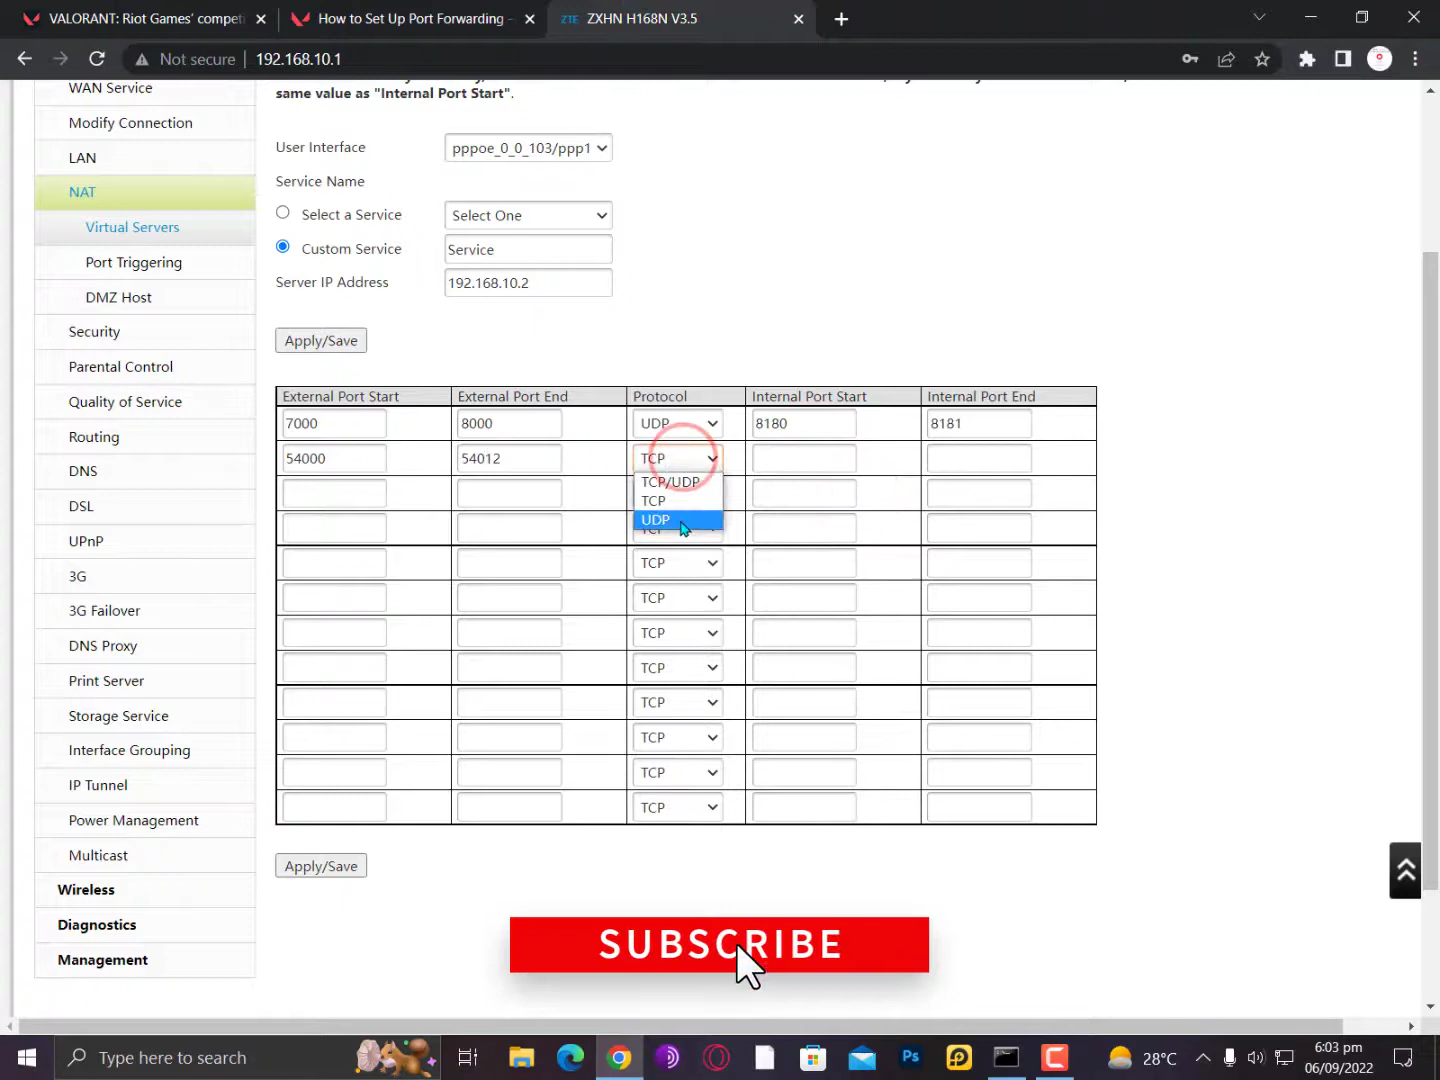 VALORANT: Riot Games' competi
How to Set Up Port Forwarding -
ZTE ZXHN H168N V3.5
Not secure 192.168.10.1
WAN Service
Modify Connection
LAN
NAT
Virtual Servers
Port Triggering
DMZ Host
Security
Parental Control
Quality of Service
Routing
DNS
DSL
UPnP
3G
3G Failover
DNS Proxy
Print Server
Storage Service
Interface Grouping
IP Tunnel
Power Management
Multicast
Wireless
Diagnostics
Management
same value as "Internal Port Start".
User Interface pppoe_0_0_103/ppp1
Service Name
Select a Service Select One
Custom Service Service
Server IP Address 192.168.10.2
Apply/Save
External Port Start External Port End Protocol Internal Port Start Internal Port End
7000 8000 UDP 8180 8181
54000 54012 TCP
TCP/UDP
TCP
UDP
TCP
TCP
TCP
TCP
TCP
TCP
TCP
TCP
TCP
Apply/Save
SUBSCRIBE
Type here to search
Ps
28°C
6:03 pm
06/09/2022